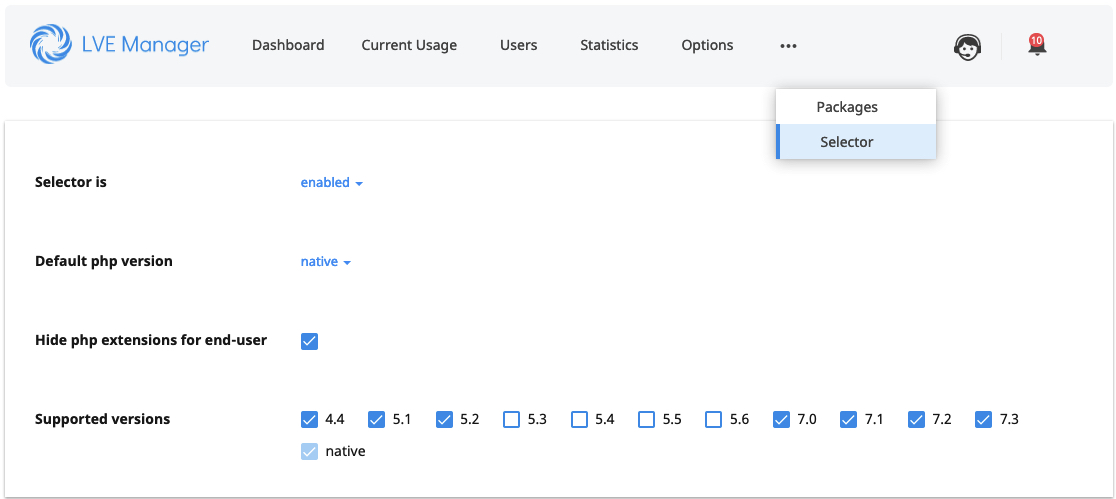 LVE Manager Dashboard Current Usage Users Statistics Options ••• 10
Packages
Selector
Selector is enabled
Default php version native
Hide php extensions for end-user
Supported versions 4.4 5.1 5.2 5.3 5.4 5.5 5.6 7.0 7.1 7.2 7.3
native